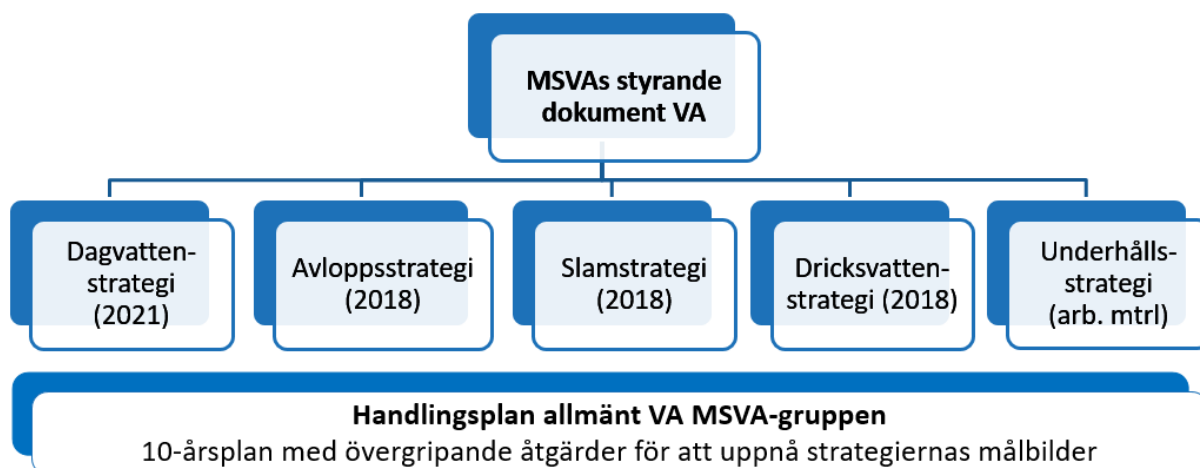 MSVAs styrande
dokument VA
Dagvatten-
strategi
(2021)
Avloppsstrategi
(2018)
Slamstrategi
(2018)
Dricksvatten-
strategi (2018)
Underhålls-
strategi
(arb. mtrl)
Handlingsplan allmänt VA MSVA-gruppen
10-årsplan med övergripande åtgärder för att uppnå strategiernas målbilder